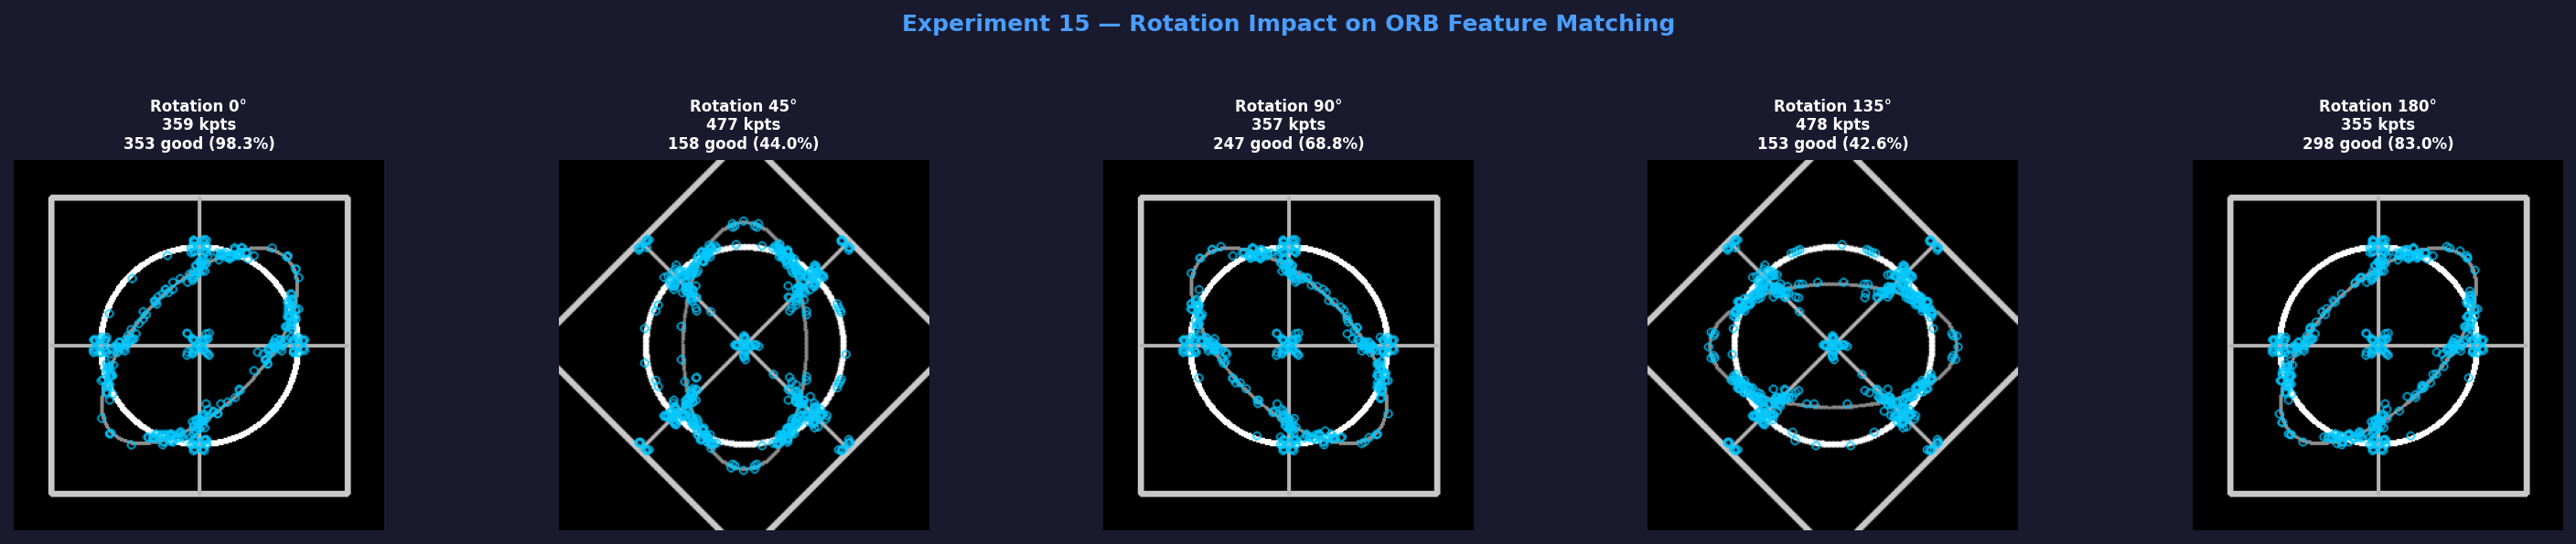 Experiment 15 — Rotation Impact on ORB Feature Matching
Rotation 0°
359 kpts
353 good (98.3%)
Rotation 45°
477 kpts
158 good (44.0%)
Rotation 90°
357 kpts
247 good (68.8%)
Rotation 135°
478 kpts
153 good (42.6%)
Rotation 180°
355 kpts
298 good (83.0%)